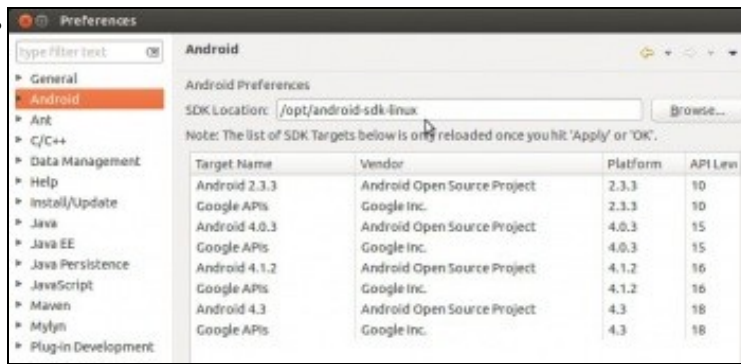 Preferences
type filter text
Android
General
Android
Ant
C/C++
Data Management
Help
Install/Update
Java
Java EE
Java Persistence
JavaScript
Maven
Mylyn
Plug-in Development
Android Preferences
SDK Location: /opt/android-sdk-linux Browse...
Note: The list of SDK Targets below is only reloaded once you hit 'Apply' or 'OK'.
Target Name Vendor Platform API Leve
Android 2.3.3 Android Open Source Project 2.3.3 10
Google APIs Google Inc. 2.3.3 10
Android 4.0.3 Android Open Source Project 4.0.3 15
Google APIs Google Inc. 4.0.3 15
Android 4.1.2 Android Open Source Project 4.1.2 16
Google APIs Google Inc. 4.1.2 16
Android 4.3 Android Open Source Project 4.3 18
Google APIs Google Inc. 4.3 18